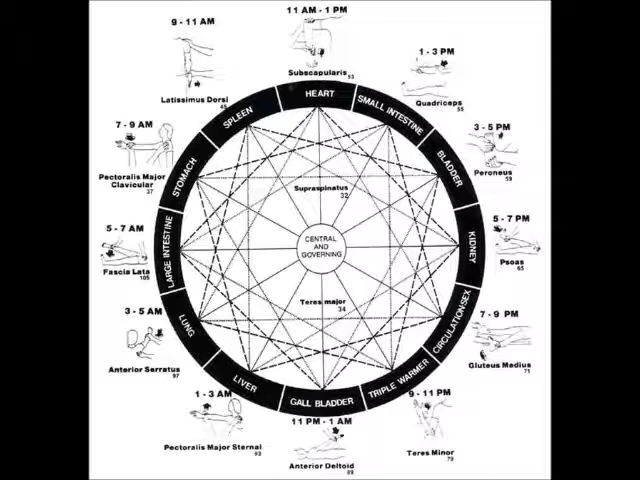 11 AM - 1 PM
Subscapularis
53
HEART
1 - 3 PM
Quadriceps
55
SMALL INTESTINE
3 - 5 PM
Peroneus
59
BLADDER
5 - 7 PM
Psoas
65
KIDNEY
7 - 9 PM
Gluteus Medius
71
CIRCULATION SEX
9 - 11 PM
Teres Minor
TRIPLE WARMER
11 PM - 1 AM
Anterior Deltoid
GALL BLADDER
1 - 3 AM
Pectoralis Major Sternal
LIVER
3 - 5 AM
Anterior Serratus
97
LUNG
5 - 7 AM
Fascia Lata
105
LARGE INTESTINE
7 - 9 AM
Pectoralis Major
Clavicular
37
STOMACH
9 - 11 AM
Latissimus Dorsi
SPLEEN
Supraspinatus
32
CENTRAL
AND
GOVERNING
Teres major
34